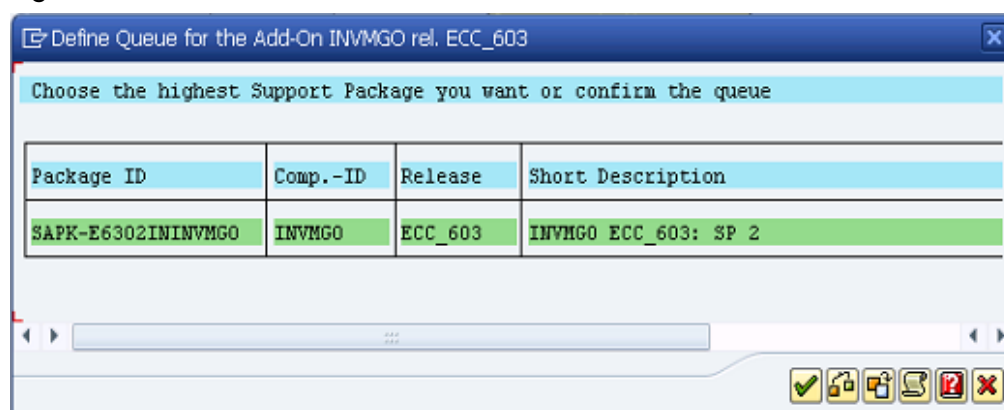 Define Queue for the Add-On INVMGO rel. ECC_603
Choose the highest Support Package you want or confirm the queue
Package ID Comp.-ID Release Short Description
SAPK-E6302ININVMGO INVMGO ECC_603 INVMGO ECC_603: SP 2